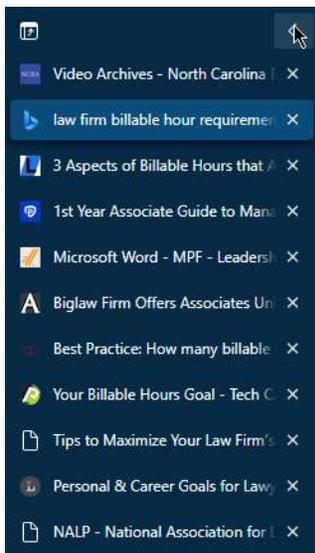 NCBA
Video Archives - North Carolina
law firm billable hour requiremen
3 Aspects of Billable Hours that A
1st Year Associate Guide to Mana
Microsoft Word - MPF - Leadersh
Biglaw Firm Offers Associates Un
Best Practice: How many billable
Your Billable Hours Goal - Tech C
Tips to Maximize Your Law Firm's
Personal & Career Goals for Lawy
NALP - National Association for L